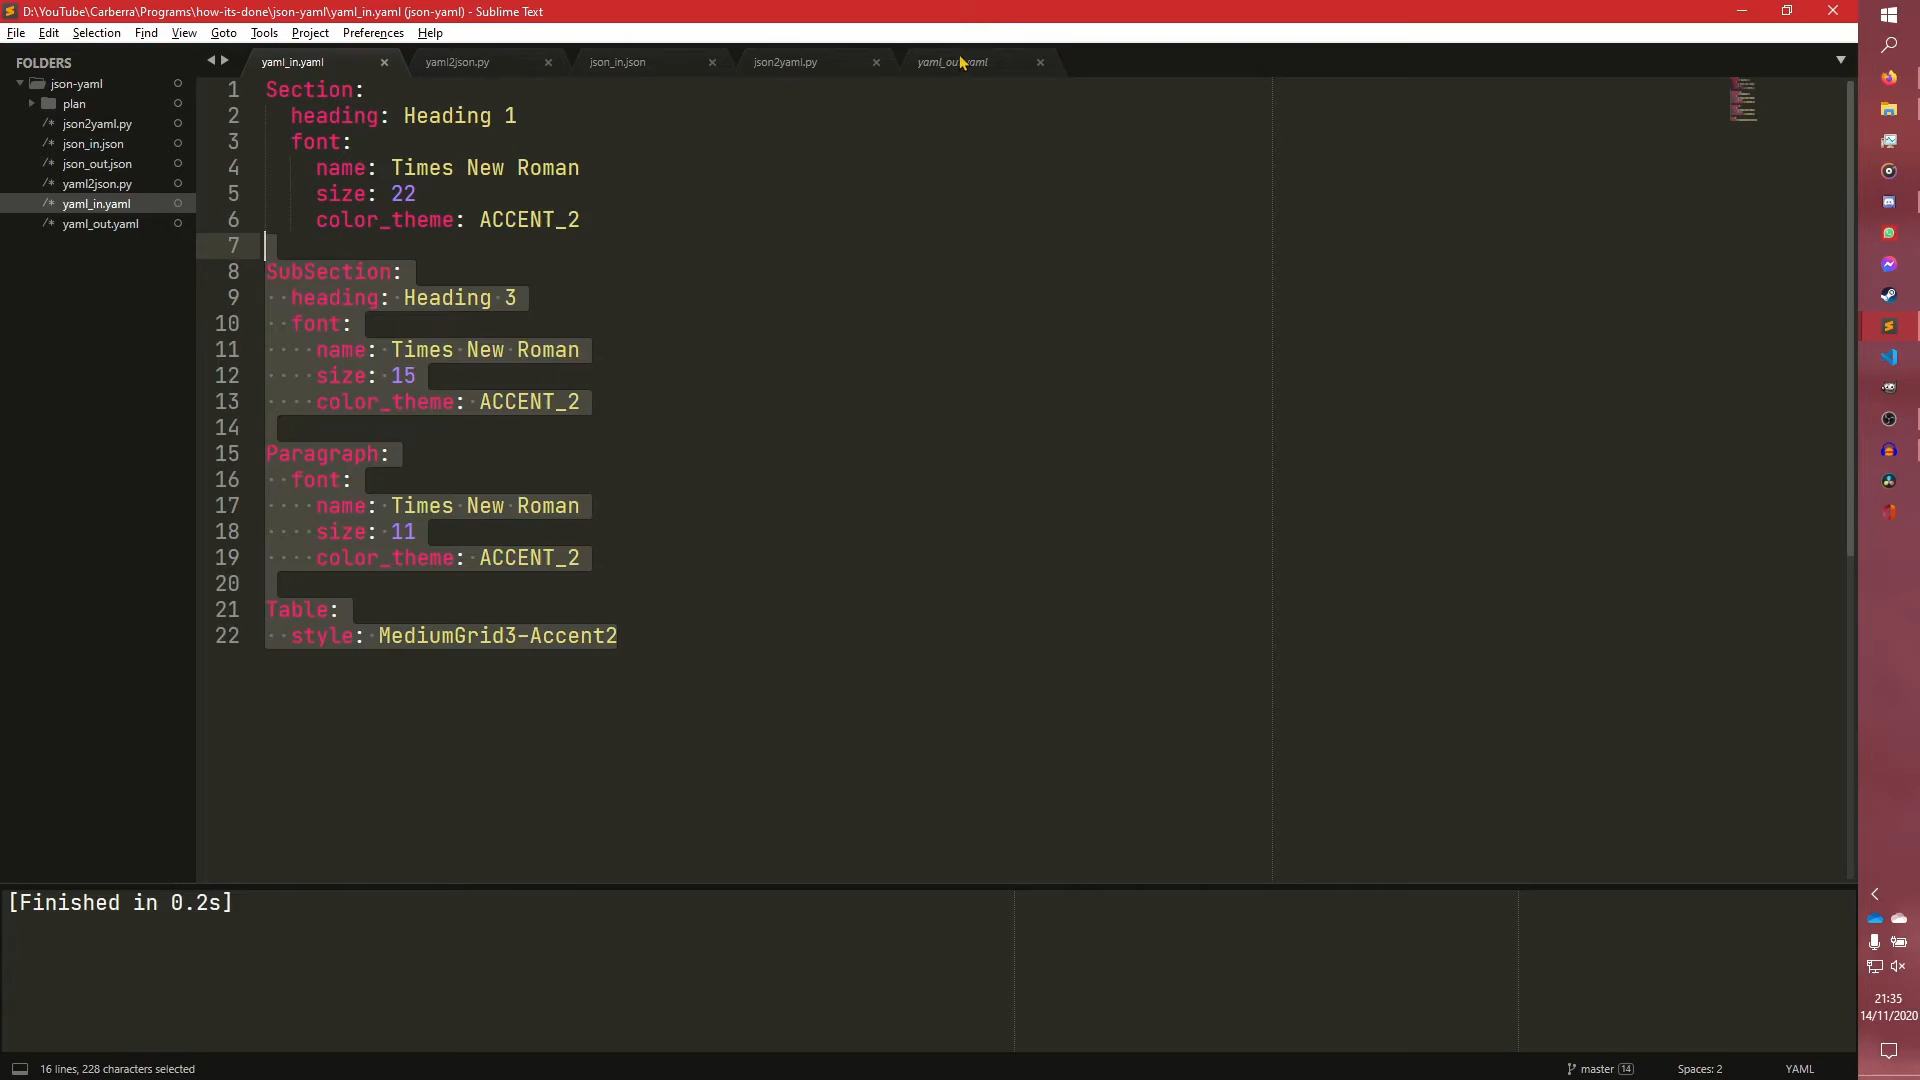 D:\YouTube\Carberra\Programs\how-its-done\json-yaml\yaml_in.yaml (json-yaml) - Sublime Text
File Edit Selection Find View Goto Tools Project Preferences Help
FOLDERS
json-yaml
plan
/* json2yaml.py
/* json_in.json
/* json_out.json
/* yaml2json.py
/* yaml_in.yaml
/* yaml_out.yaml
yaml_in.yaml yaml2json.py json_in.json json2yaml.py yaml_out.yaml
1 Section:
2 heading: Heading 1
3 font:
4 name: Times New Roman
5 size: 22
6 color_theme: ACCENT_2
7
8 SubSection:
9 heading: Heading 3
10 font:
11 name: Times New Roman
12 size: 15
13 color_theme: ACCENT_2
14
15 Paragraph:
16 font:
17 name: Times New Roman
18 size: 11
19 color_theme: ACCENT_2
20
21 Table:
22 style: MediumGrid3-Accent2
[Finished in 0.2s]
16 lines, 228 characters selected
master 14
Spaces: 2
YAML
21:35
14/11/2020